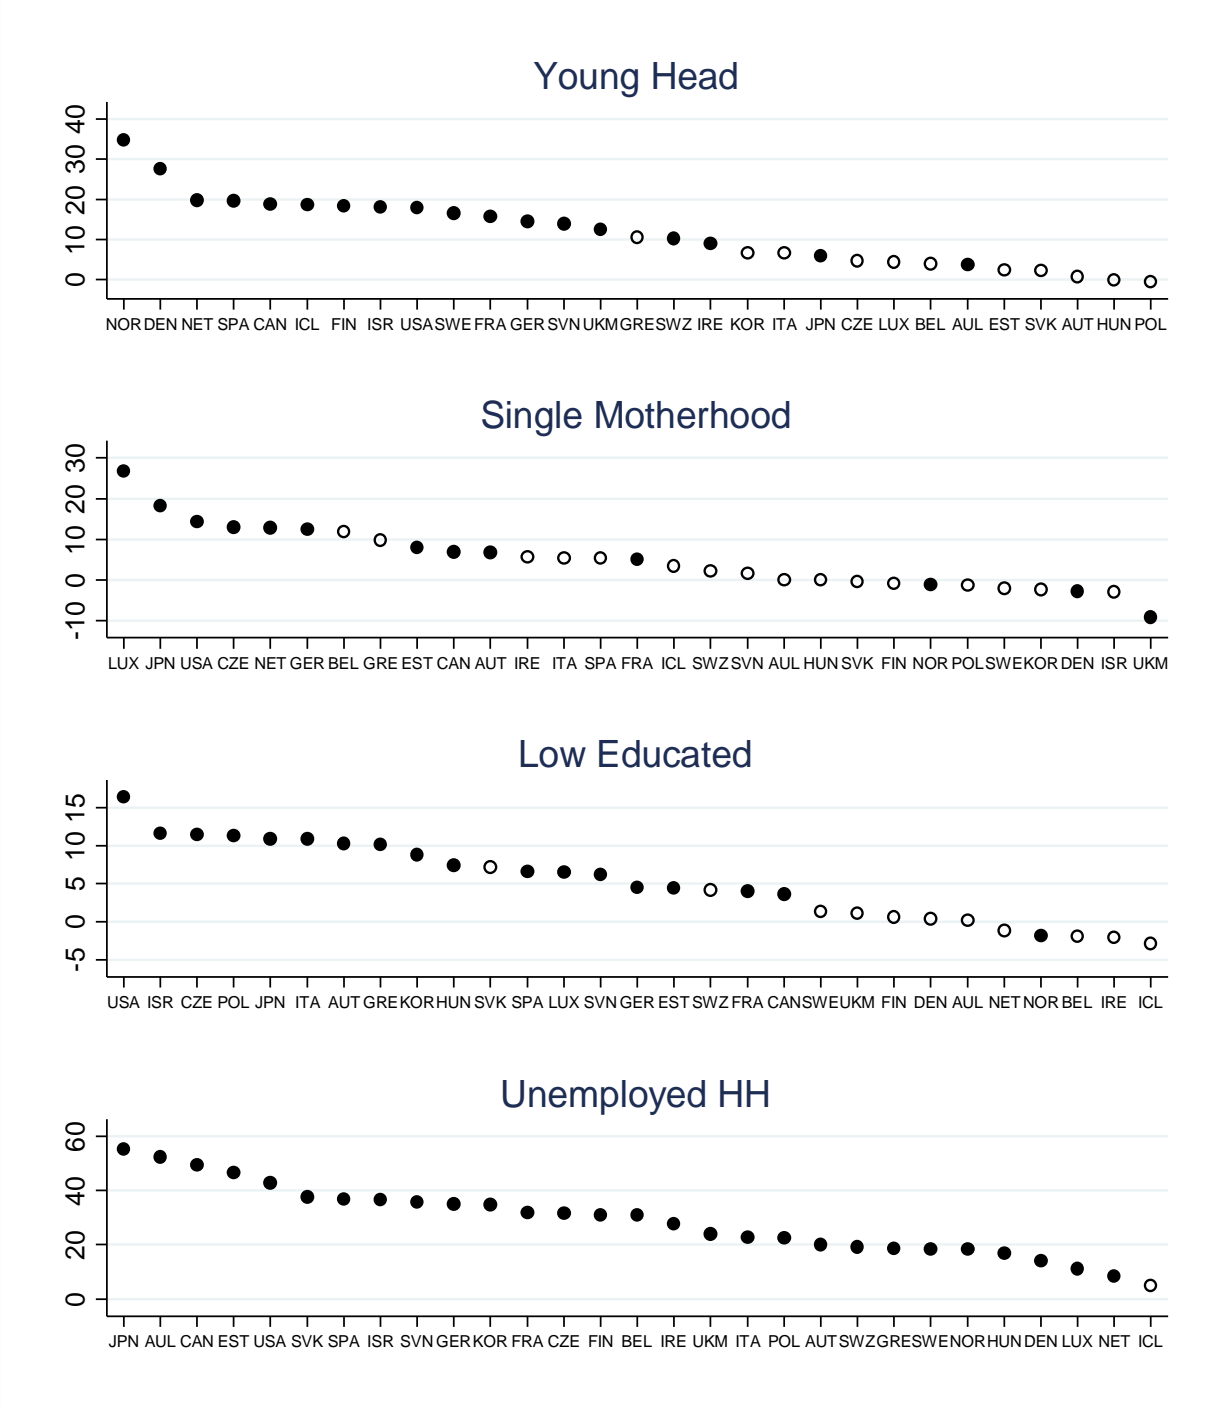 Young Head
40
30
20
10
0
NOR DEN NET SPA CAN ICL FIN ISR USA SWE FRA GER SVN UKM GRE SWZ IRE KOR ITA JPN CZE LUX BEL AUL EST SVK AUT HUN POL
Single Motherhood
30
20
10
0
-10
LUX JPN USA CZE NET GER BEL GRE EST CAN AUT IRE ITA SPA FRA ICL SWZ SVN AUL HUN SVK FIN NOR POL SWE KOR DEN ISR UKM
Low Educated
15
10
5
0
-5
USA ISR CZE POL JPN ITA AUT GRE KOR HUN SVK SPA LUX SVN GER EST SWZ FRA CAN SWE UKM FIN DEN AUL NET NOR BEL IRE ICL
Unemployed HH
60
40
20
0
JPN AUL CAN EST USA SVK SPA ISR SVN GER KOR FRA CZE FIN BEL IRE UKM ITA POL AUT SWZ GRE SWE NOR HUN DEN LUX NET ICL